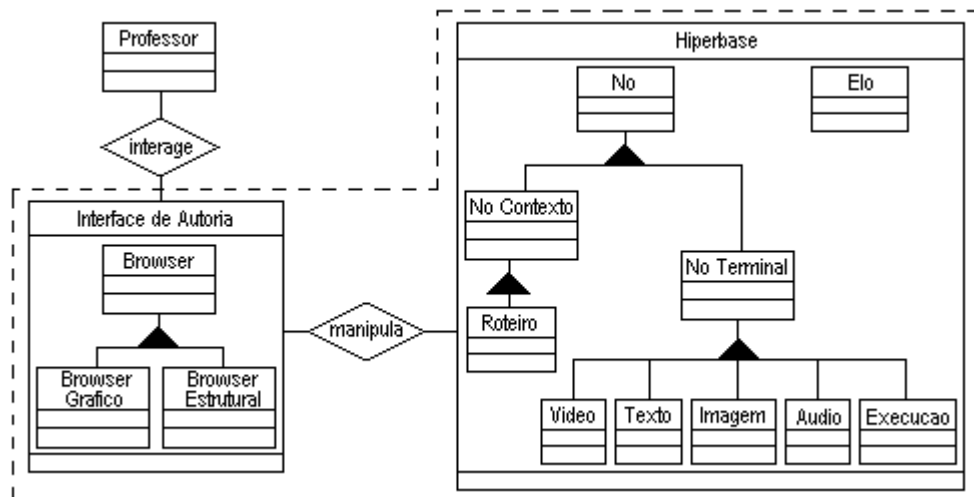 Professor
interage
Interface de Autoria
Browser
Browser
Grafico
Browser
Estrutural
manipula
Hiperbase
No
Elo
No Contexto
No Terminal
Roteiro
Video
Texto
Imagem
Audio
Execucao